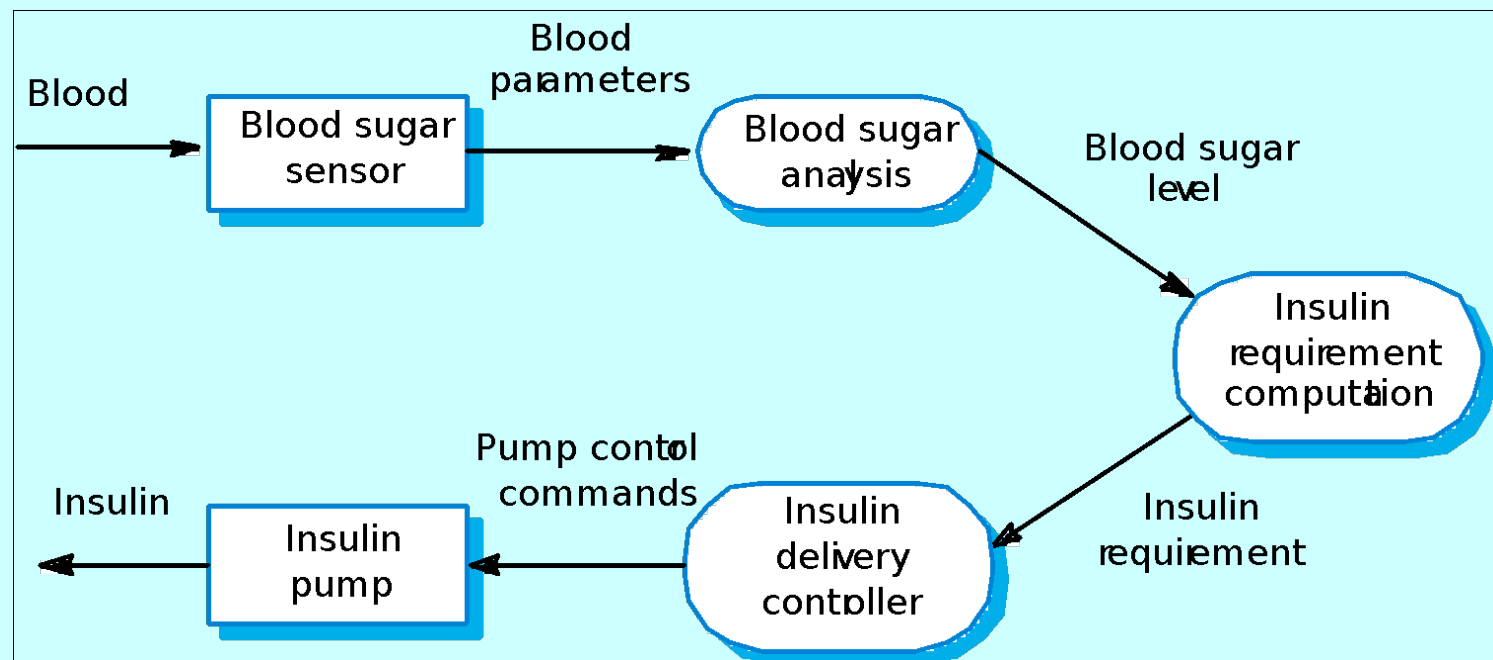 Blood
Blood sugar
sensor
Blood
parameters
Blood sugar
analysis
Blood sugar
level
Insulin
requirement
computation
Insulin
requirement
Insulin
delivery
controller
Pump control
commands
Insulin
pump
Insulin